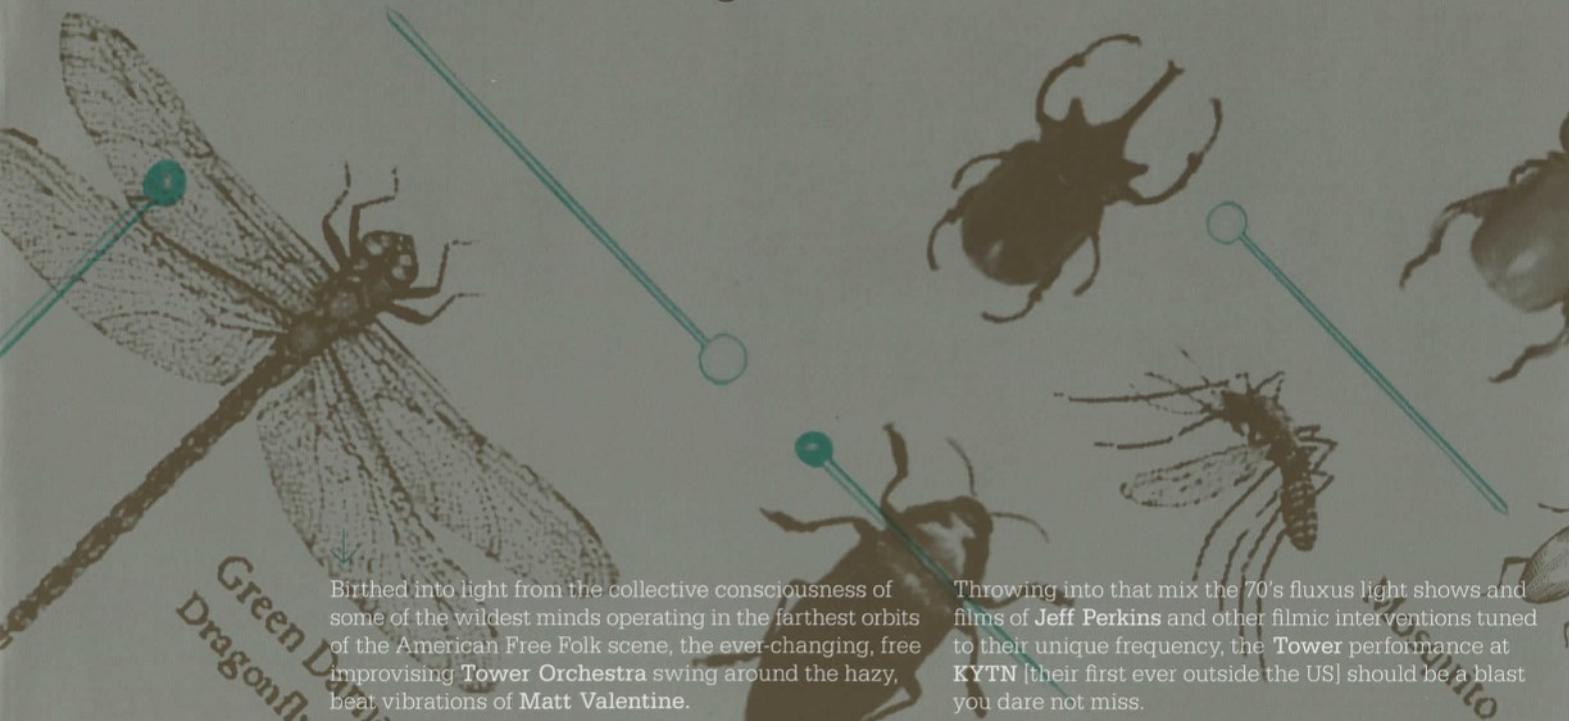 Birthed into light from the collective consciousness of
some of the wildest minds operating in the farthest orbits
of the American Free Folk scene, the ever-changing, free
improvising Tower Orchestra swing around the hazy,
beat vibrations of Matt Valentine.
Throwing into that mix the 70's fluxus light shows and
films of Jeff Perkins and other filmic interventions tuned
to their unique frequency, the Tower performance at
KYTN [their first ever outside the US] should be a blast
you dare not miss.
Green
Mosquito